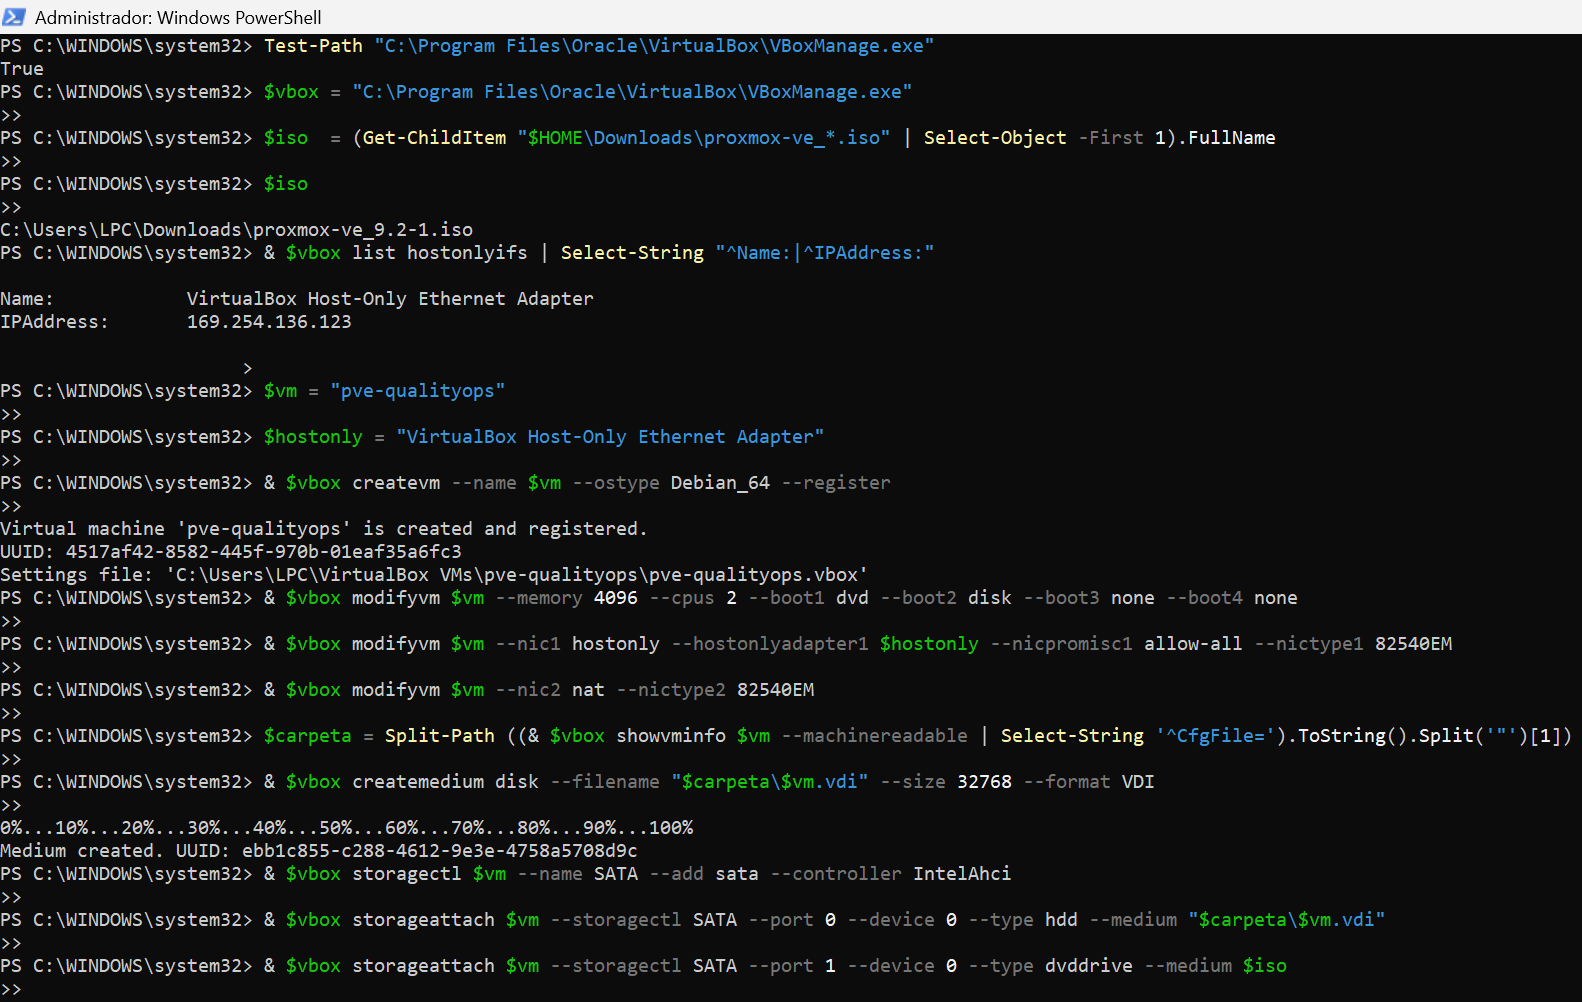 Administrador: Windows PowerShell
PS C:\WINDOWS\system32> Test-Path "C:\Program Files\Oracle\VirtualBox\VBoxManage.exe"
True
PS C:\WINDOWS\system32> $vbox = "C:\Program Files\Oracle\VirtualBox\VBoxManage.exe"
>>
PS C:\WINDOWS\system32> $iso  = (Get-ChildItem "$HOME\Downloads\proxmox-ve_*.iso" | Select-Object -First 1).FullName
>>
PS C:\WINDOWS\system32> $iso
>>
C:\Users\LPC\Downloads\proxmox-ve_9.2-1.iso
PS C:\WINDOWS\system32> & $vbox list hostonlyifs | Select-String "^Name:|^IPAddress:"
Name:            VirtualBox Host-Only Ethernet Adapter
IPAddress:       169.254.136.123
>
PS C:\WINDOWS\system32> $vm = "pve-qualityops"
>>
PS C:\WINDOWS\system32> $hostonly = "VirtualBox Host-Only Ethernet Adapter"
>>
PS C:\WINDOWS\system32> & $vbox createvm --name $vm --ostype Debian_64 --register
>>
Virtual machine 'pve-qualityops' is created and registered.
UUID: 4517af42-8582-445f-970b-01eaf35a6fc3
Settings file: 'C:\Users\LPC\VirtualBox VMs\pve-qualityops\pve-qualityops.vbox'
PS C:\WINDOWS\system32> & $vbox modifyvm $vm --memory 4096 --cpus 2 --boot1 dvd --boot2 disk --boot3 none --boot4 none
>>
PS C:\WINDOWS\system32> & $vbox modifyvm $vm --nic1 hostonly --hostonlyadapter1 $hostonly --nicpromisc1 allow-all --nictype1 82540EM
>>
PS C:\WINDOWS\system32> & $vbox modifyvm $vm --nic2 nat --nictype2 82540EM
>>
PS C:\WINDOWS\system32> $carpeta = Split-Path ((& $vbox showvminfo $vm --machinereadable | Select-String '^CfgFile=').ToString().Split('"')[1])
>>
PS C:\WINDOWS\system32> & $vbox createmedium disk --filename "$carpeta\$vm.vdi" --size 32768 --format VDI
>>
0%...10%...20%...30%...40%...50%...60%...70%...80%...90%...100%
Medium created. UUID: ebb1c855-c288-4612-9e3e-4758a5708d9c
PS C:\WINDOWS\system32> & $vbox storagectl $vm --name SATA --add sata --controller IntelAhci
>>
PS C:\WINDOWS\system32> & $vbox storageattach $vm --storagectl SATA --port 0 --device 0 --type hdd --medium "$carpeta\$vm.vdi"
>>
PS C:\WINDOWS\system32> & $vbox storageattach $vm --storagectl SATA --port 1 --device 0 --type dvddrive --medium $iso
>>